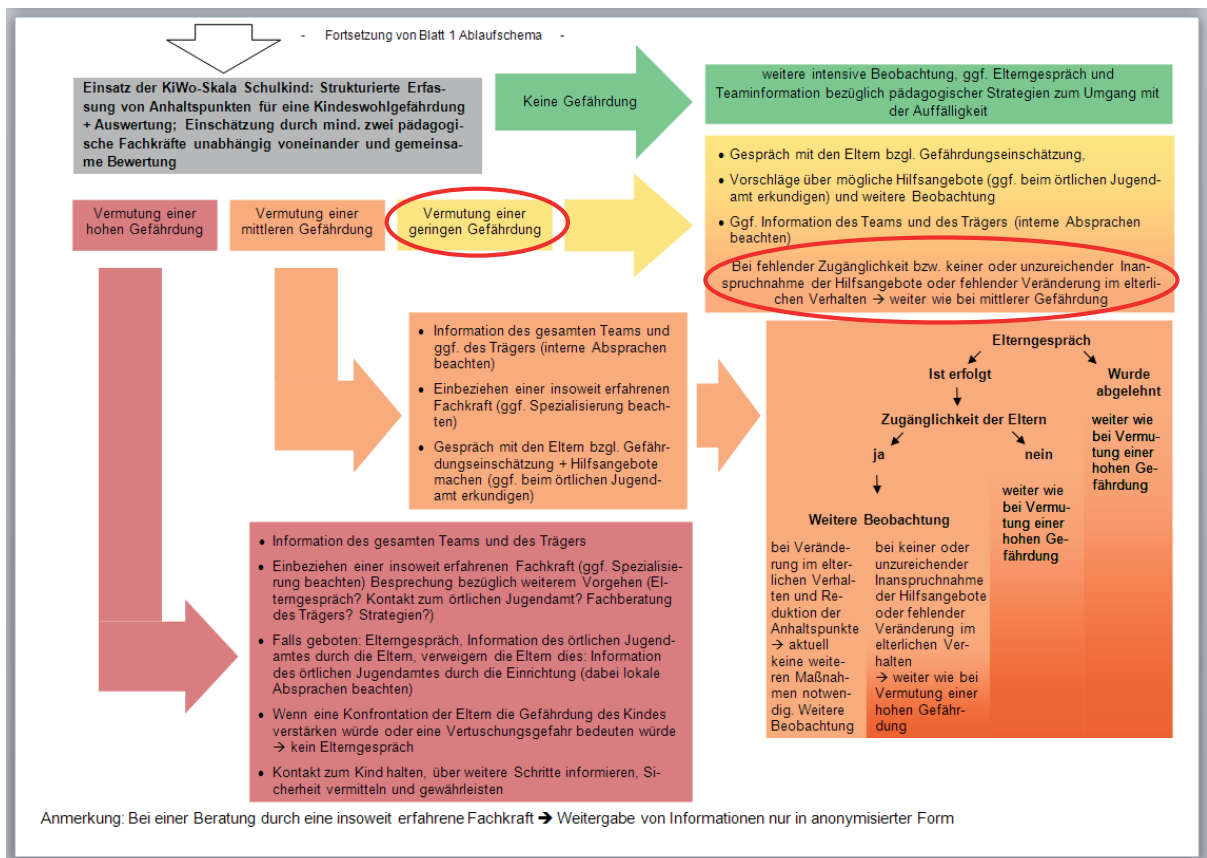 - Fortsetzung von Blatt 1 Ablaufschema -
Einsatz der KiWo-Skala Schulkind: Strukturierte Erfas-
sung von Anhaltspunkten für eine Kindeswohlgefährdung
+ Auswertung; Einschätzung durch mind. zwei pädagogi-
sche Fachkräfte unabhängig voneinander und gemeinsa-
me Bewertung
Keine Gefährdung
weitere intensive Beobachtung, ggf. Elterngespräch und
Teaminformation bezüglich pädagogischer Strategien zum Umgang mit
der Auffälligkeit
Vermutung einer
hohen Gefährdung
Vermutung einer
mittleren Gefährdung
Vermutung einer
geringen Gefährdung
• Gespräch mit den Eltern bzgl. Gefährdungseinschätzung,
• Vorschläge über mögliche Hilfsangebote (ggf. beim örtlichen Jugend-
amt erkundigen) und weitere Beobachtung
• Ggf. Information des Teams und des Trägers (interne Absprachen
beachten)
Bei fehlender Zugänglichkeit bzw. keiner oder unzureichender Inan-
spruchnahme der Hilfsangebote oder fehlender Veränderung im elter-
lichen Verhalten → weiter wie bei mittlerer Gefährdung
• Information des gesamten Teams und
ggf. des Trägers (interne Absprachen
beachten)
• Einbeziehen einer insoweit erfahrenen
Fachkraft (ggf. Spezialisierung beach-
ten)
• Gespräch mit den Eltern bzgl. Gefähr-
dungseinschätzung + Hilfsangebote
machen (ggf. beim örtlichen Jugend-
amt erkundigen)
Elterngespräch
Ist erfolgt
Wurde
abgelehnt
Zugänglichkeit der Eltern
ja
nein
weiter wie
bei Vermu-
tung einer
hohen Ge-
fährdung
weiter wie
bei Vermu-
tung einer
hohen Ge-
fährdung
Weitere Beobachtung
bei Verände-
rung im elter-
lichen Verhal-
ten und Re-
duktion der
Anhaltspunkte
→ aktuell
keine weite-
ren Maßnah-
men notwen-
dig. Weitere
Beobachtung
bei keiner oder
unzureichender
Inanspruchnahme
der Hilfsangebote
oder fehlender
Veränderung im
elterlichen Ver-
halten
→ weiter wie bei
Vermutung einer
hohen Gefähr-
dung
• Information des gesamten Teams und des Trägers
• Einbeziehen einer insoweit erfahrenen Fachkraft (ggf. Spezialisie-
rung beachten) Besprechung bezüglich weiterem Vorgehen (El-
terngespräch? Kontakt zum örtlichen Jugendamt? Fachberatung
des Trägers? Strategien?)
• Falls geboten: Elterngespräch, Information des örtlichen Jugend-
amtes durch die Eltern, verweigern die Eltern dies: Information
des örtlichen Jugendamtes durch die Einrichtung (dabei lokale
Absprachen beachten)
• Wenn eine Konfrontation der Eltern die Gefährdung des Kindes
verstärken würde oder eine Vertuschungsgefahr bedeuten würde
→ kein Elterngespräch
• Kontakt zum Kind halten, über weitere Schritte informieren, Si-
cherheit vermitteln und gewährleisten
Anmerkung: Bei einer Beratung durch eine insoweit erfahrene Fachkraft ➔ Weitergabe von Informationen nur in anonymisierter Form